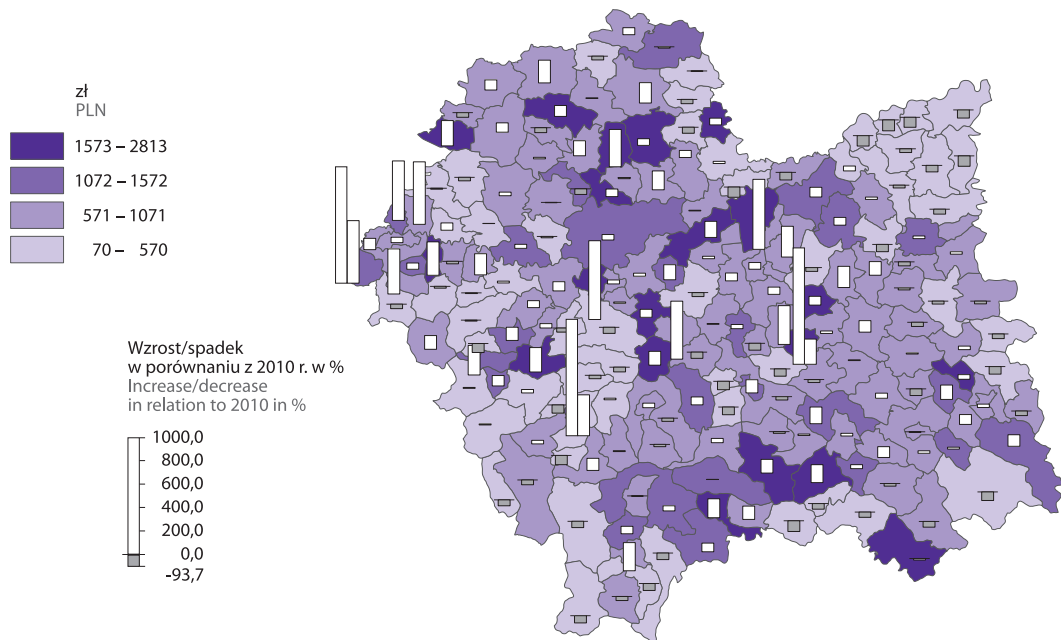 zł
PLN
1573 – 2813
1072 – 1572
571 – 1071
70 – 570
Wzrost/spadek
w porównaniu z 2010 r. w %
Increase/decrease
in relation to 2010 in %
1000,0
800,0
600,0
400,0
200,0
0,0
-93,7